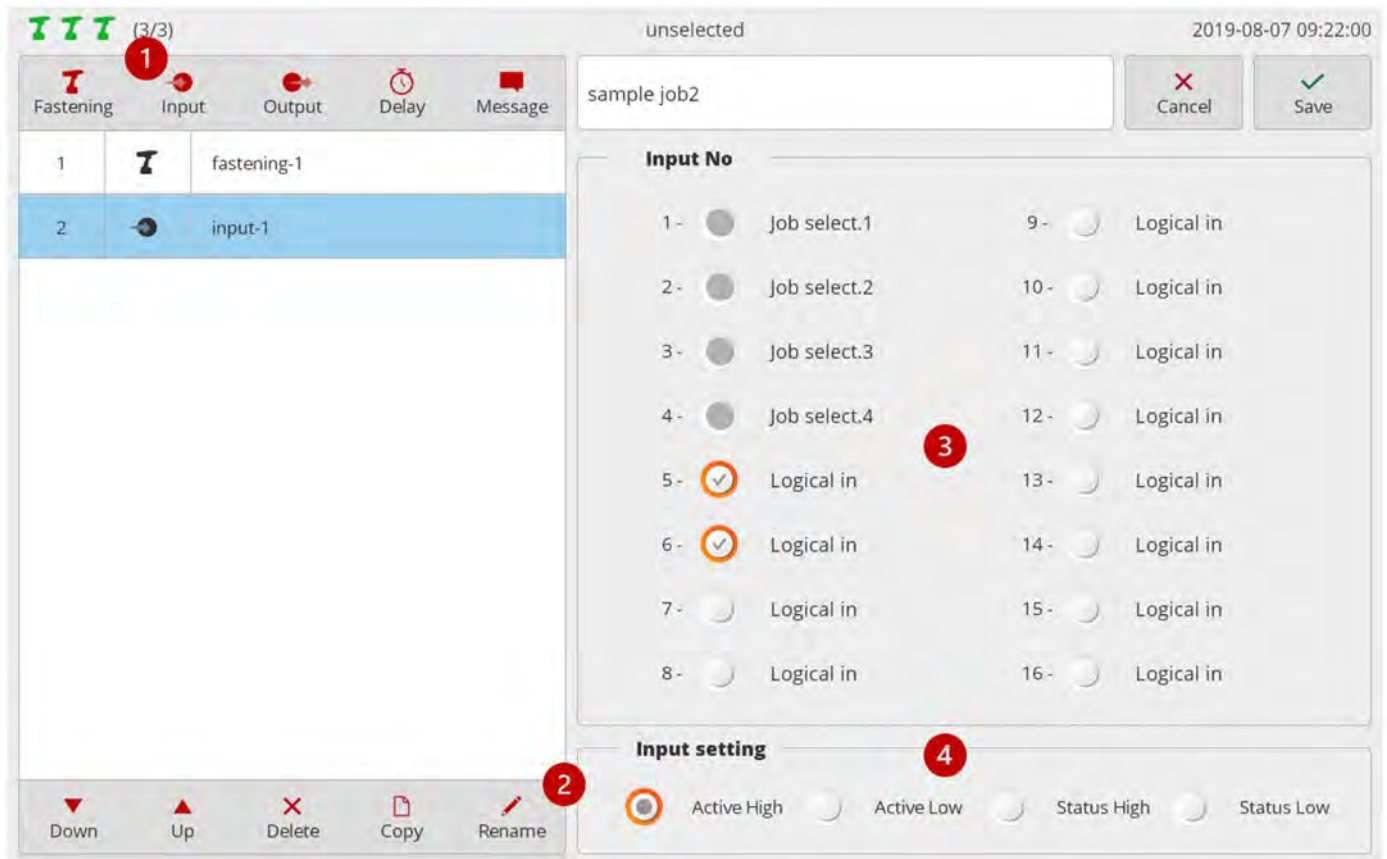 (3/3) unselected 2019-08-07 09:22:00
1
Fastening Input Output Delay Message
sample job2
Cancel Save
1 fastening-1
2 input-1
Input No
1 - Job select.1 9 - Logical in
2 - Job select.2 10 - Logical in
3 - Job select.3 11 - Logical in
4 - Job select.4 12 - Logical in
3
5 - Logical in 13 - Logical in
6 - Logical in 14 - Logical in
7 - Logical in 15 - Logical in
8 - Logical in 16 - Logical in
Input setting
4
2
Active High Active Low Status High Status Low
Down Up Delete Copy Rename